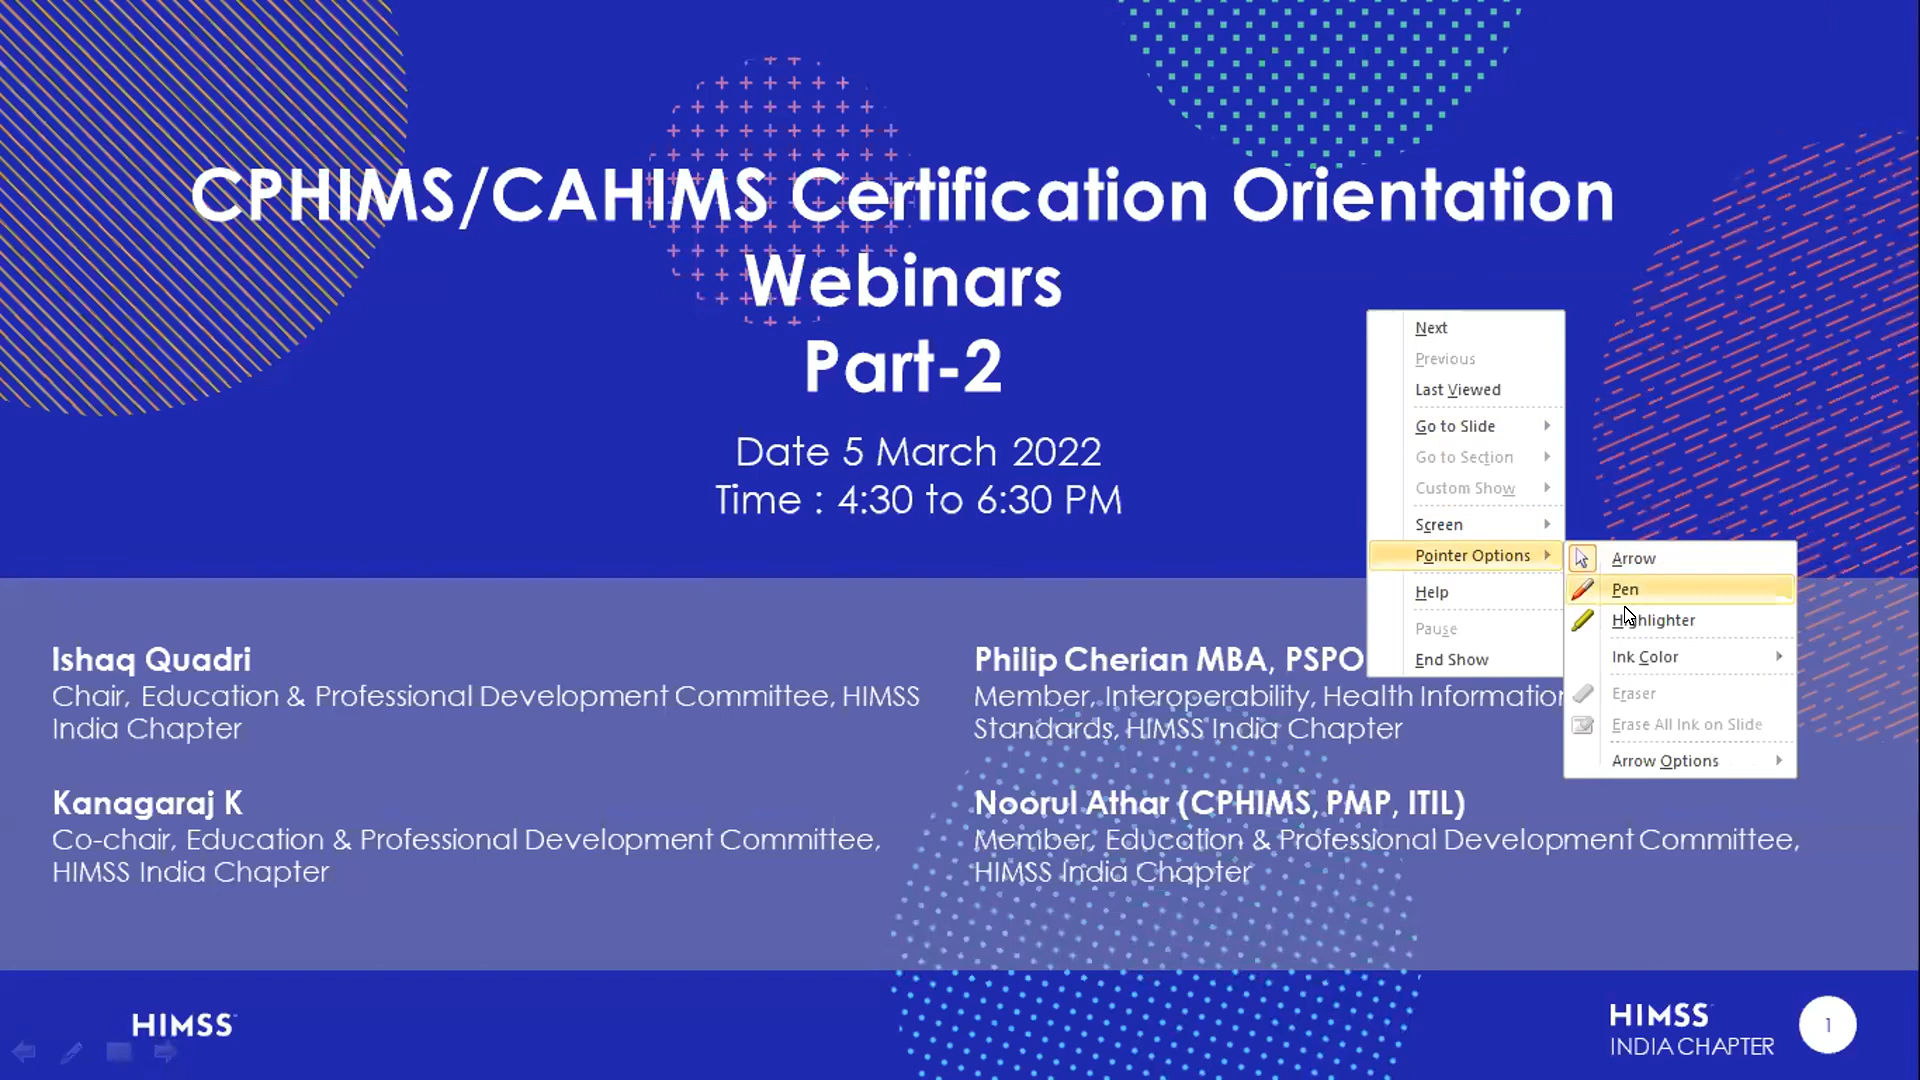 CPHIMS/CAHIMS Certification Orientation
Webinars
Part-2
Date 5 March 2022
Time : 4:30 to 6:30 PM
Ishaq Quadri
Chair, Education & Professional Development Committee, HIMSS
India Chapter
Kanagaraj K
Co-chair, Education & Professional Development Committee,
HIMSS India Chapter
Philip Cherian MBA, PSPO
Member, Interoperability, Health Information
Standards, HIMSS India Chapter
Noorul Athar (CPHIMS, PMP, ITIL)
Member, Education & Professional Development Committee,
HIMSS India Chapter
Next
Previous
Last Viewed
Go to Slide
Go to Section
Custom Show
Screen
Pointer Options
Help
Pause
End Show
Arrow
Pen
Highlighter
Ink Color
Eraser
Erase All Ink on Slide
Arrow Options
HIMSS
HIMSS
INDIA CHAPTER
1